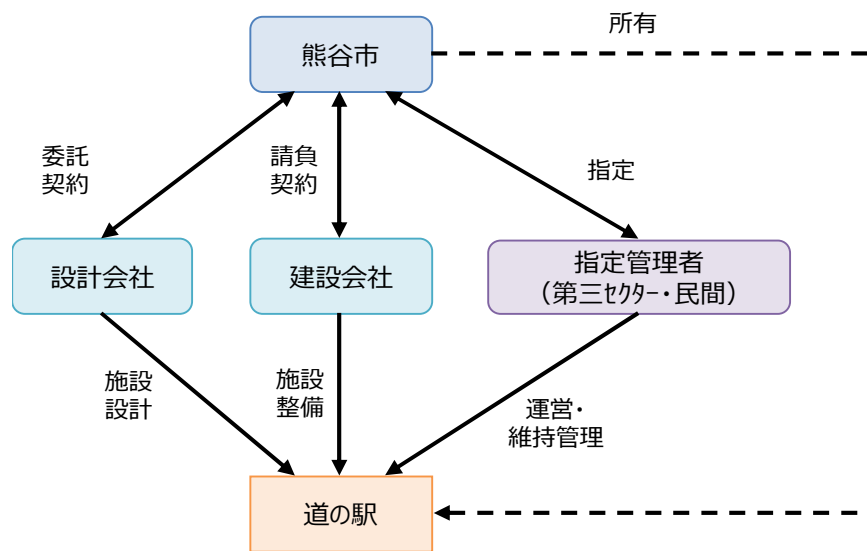 所有
熊谷市
委託
契約
請負
契約
指定
設計会社
建設会社
指定管理者
（第三ｾｸﾀｰ・民間）
施設
設計
施設
整備
運営・
維持管理
道の駅